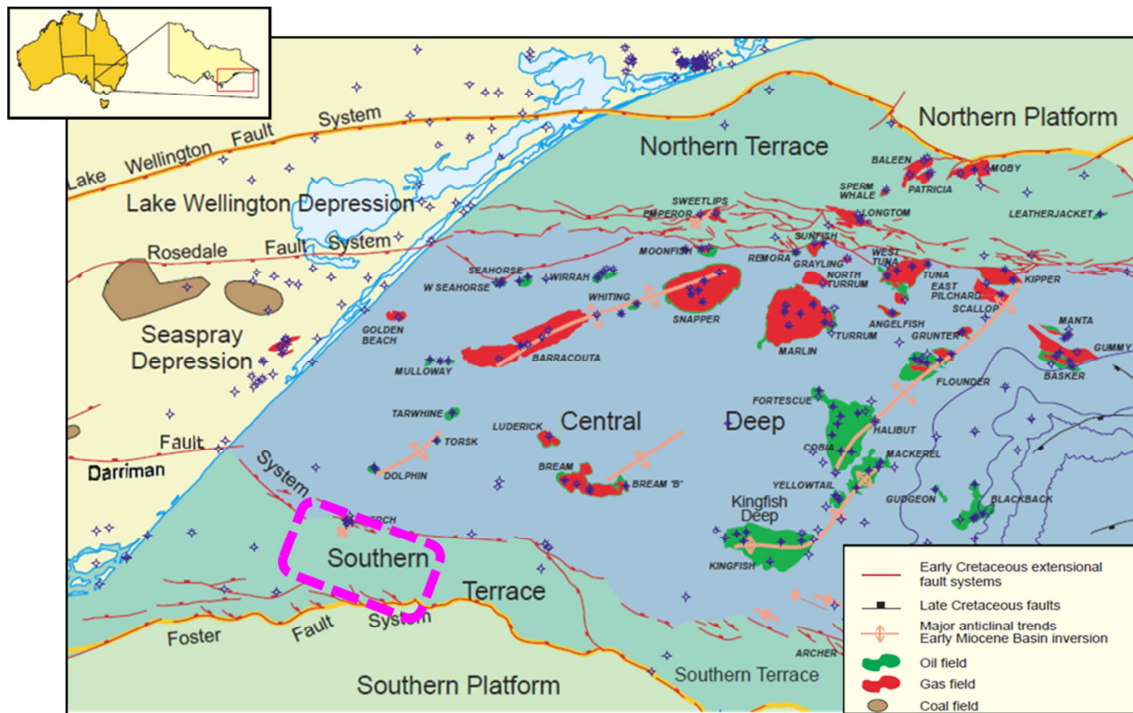 Northern Platform
Northern Terrace
Lake Wellington Fault System
BALEEN
MOBY
PATRICIA
SPERM
WHALE
LONGTOM
LEATHERJACKET
Lake Wellington Depression
SWEETLIPS
EMPEROR
Rosedale Fault System
SUNFISH
MOONFISH
REMORA
GRAYLING
WEST
TUNA
TUNA
EAST
PILCHARD
KIPPER
SCALLOP
SEAHORSE
W SEAHORSE
WIRRAH
WHITING
SNAPPER
NORTH
TURRUM
ANGELFISH
GRUNTER
MANTA
GUMMY
BASKER
Seaspray
Depression
GOLDEN
BEACH
BARRACOUTA
MARLIN
TURRUM
MULLOWAY
FLOUNDER
FORTESCUE
TARWHINE
LUDERICK
Central Deep
HALIBUT
TORSK
COBIA
MACKEREL
Fault
Darriman
System
DOLPHIN
BREAM
BREAM 'B'
YELLOWTAIL
GUDGEON
BLACKBACK
Kingfish
Deep
KINGFISH
Southern
Terrace
Foster Fault System
ARCHER
Southern Terrace
Southern Platform
Early Cretaceous extensional
fault systems
Late Cretaceous faults
Major anticlinal trends
Early Miocene Basin inversion
Oil field
Gas field
Coal field